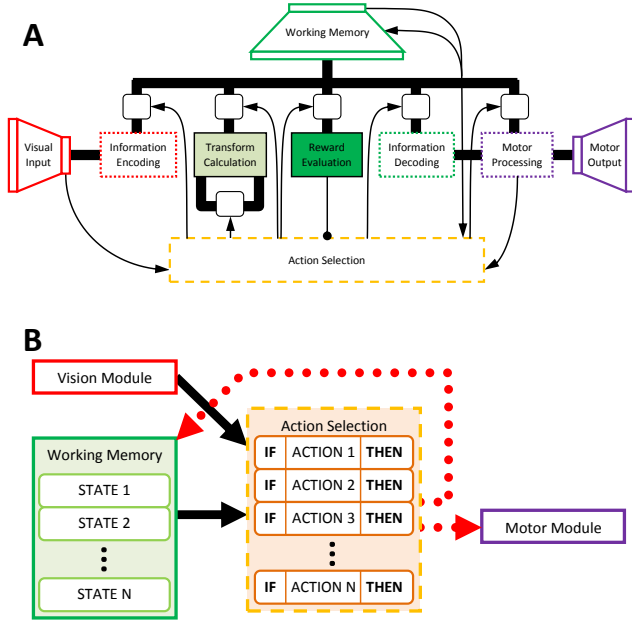 A
Working Memory
Visual
Input
Information
Encoding
Transform
Calculation
Reward
Evaluation
Information
Decoding
Motor
Processing
Motor
Output
Action Selection
B
Vision Module
Working Memory
STATE 1
STATE 2
STATE N
Action Selection
IF ACTION 1 THEN
IF ACTION 2 THEN
IF ACTION 3 THEN
IF ACTION N THEN
Motor Module